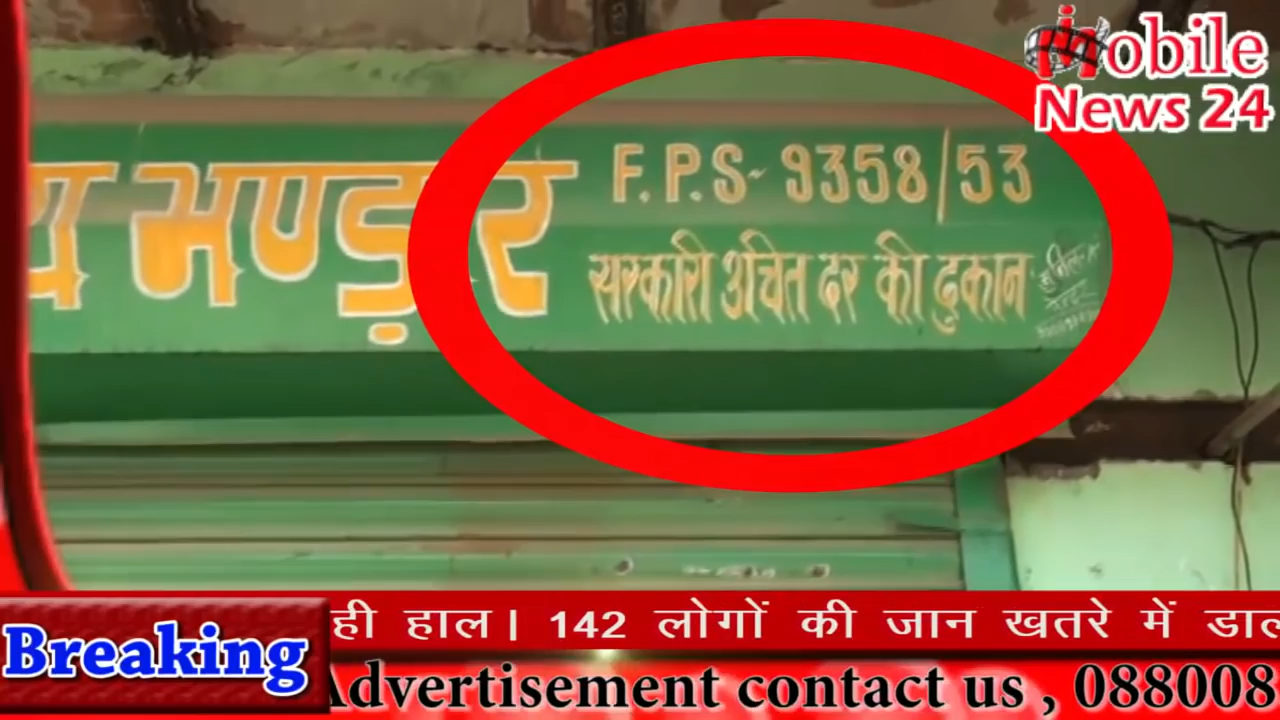 mobile
News 24
य भण्ड़ार
F.P.S- 9358/53
सरकारी उचित दर की दुकान
Breaking
ही हाल। 142 लोगों की जान खतरे में डाल
Advertisement contact us , 088008